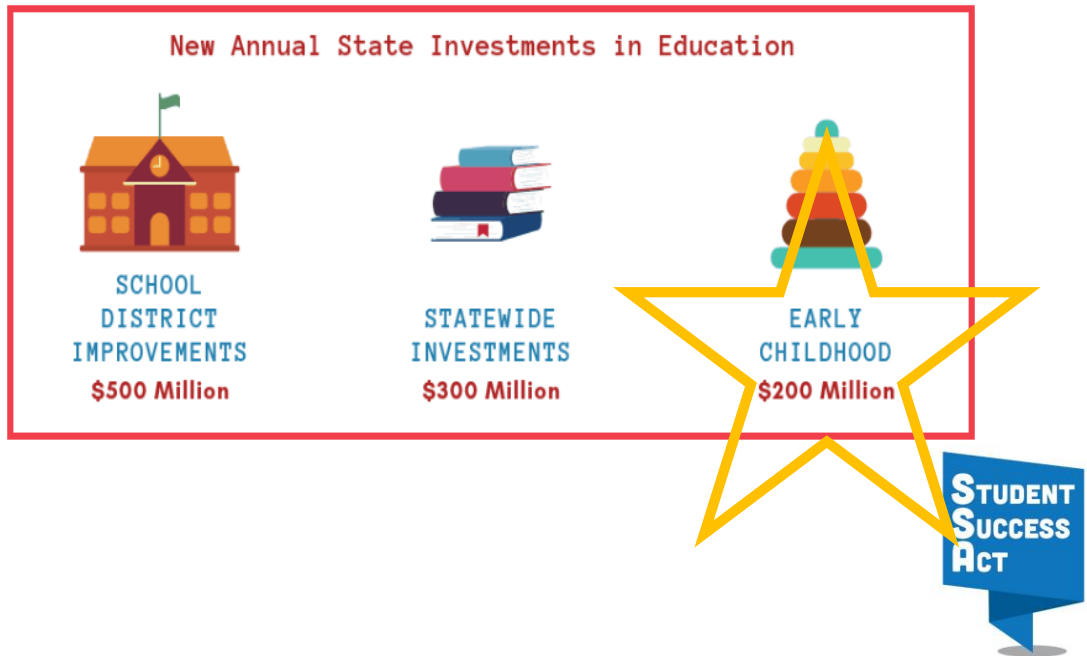 New Annual State Investments in Education
SCHOOL
DISTRICT
IMPROVEMENTS
$500 Million
STATEWIDE
INVESTMENTS
$300 Million
EARLY
CHILDHOOD
$200 Million
STUDENT
SUCCESS
ACT